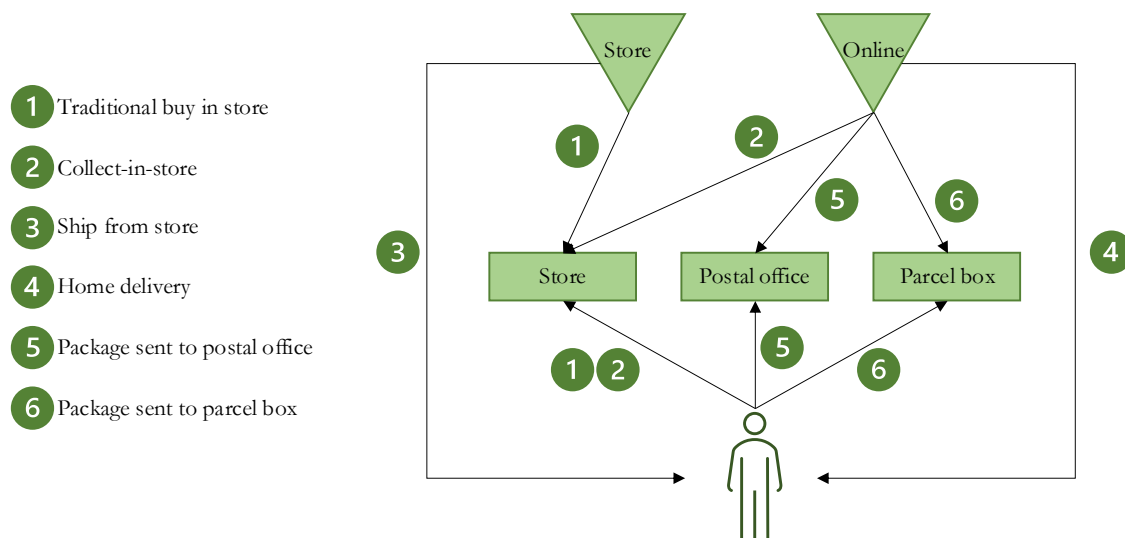 1 Traditional buy in store
2 Collect-in-store
3 Ship from store
4 Home delivery
5 Package sent to postal office
6 Package sent to parcel box
Store
Online
1
2
5
6
3
4
Store
Postal office
Parcel box
1 2
5
6